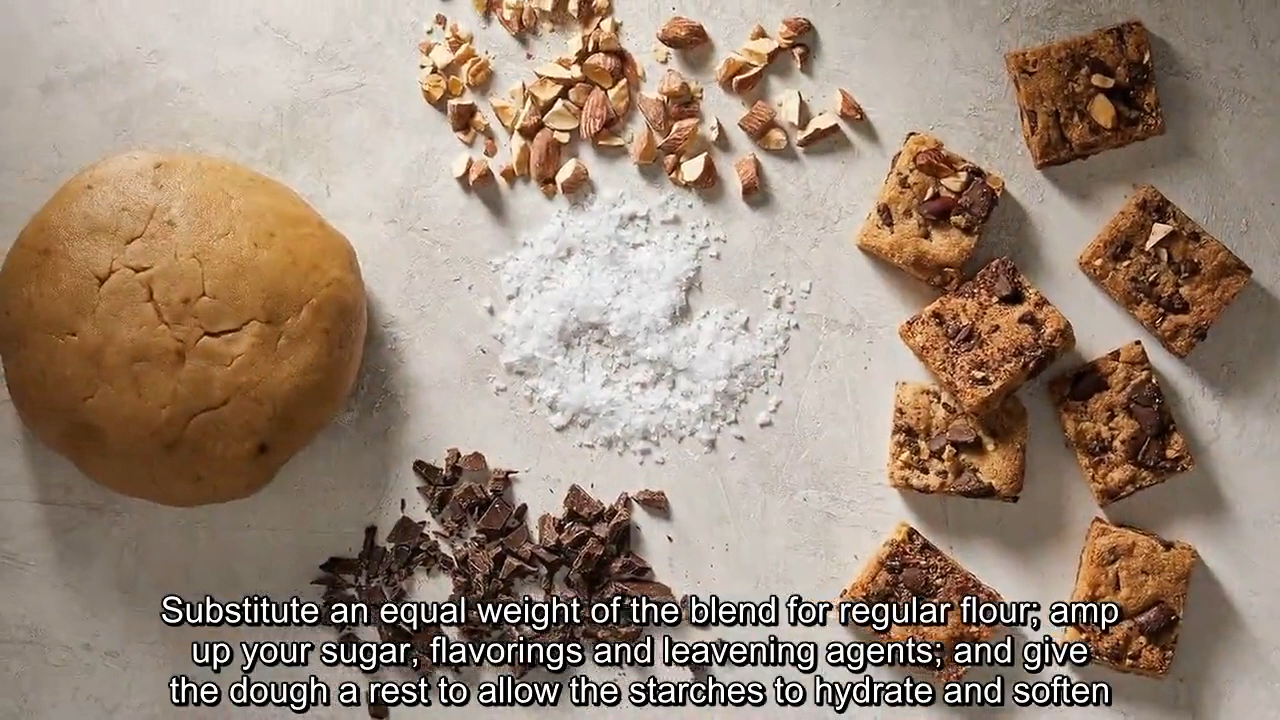 Substitute an equal weight of the blend for regular flour; amp
up your sugar, flavorings and leavening agents; and give
the dough a rest to allow the starches to hydrate and soften